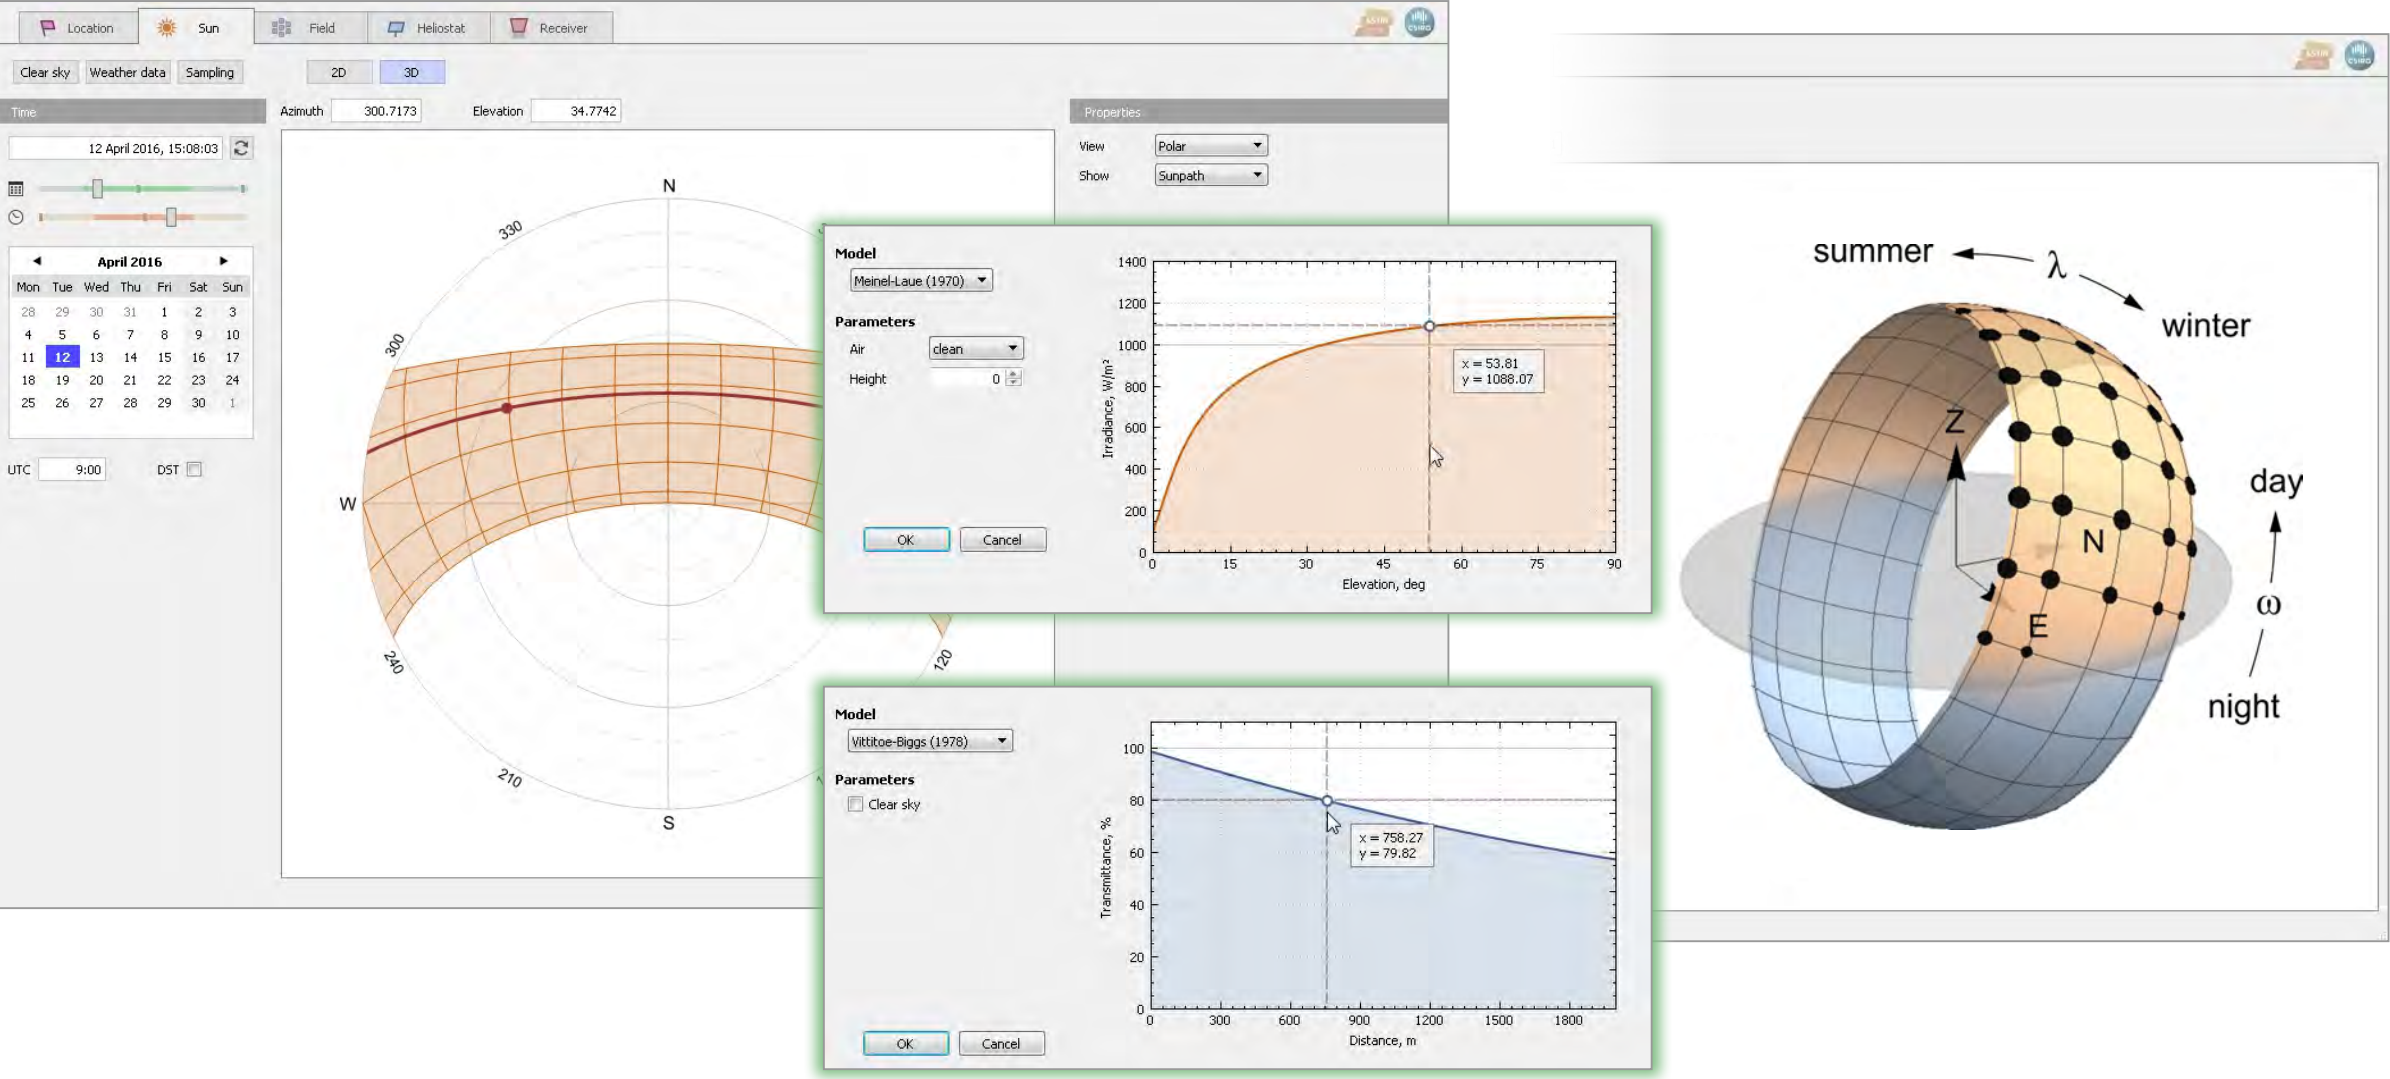 Location Sun Field Heliostat Receiver
Clear sky Weather data Sampling 2D 3D
Time
Azimuth 300.7173 Elevation 34.7742
Properties
12 April 2016, 15:08:03
View Polar
Show Sunpath
April 2016
Mon Tue Wed Thu Fri Sat Sun
28 29 30 31 1 2 3
4 5 6 7 8 9 10
11 12 13 14 15 16 17
18 19 20 21 22 23 24
25 26 27 28 29 30 1
UTC 9:00 DST
N
330
300
W
240
210
S
120
Model
Meinel-Laue (1970)
Parameters
Air clean
Height 0
OK Cancel
Irradiance, W/m²
1400
1200
1000
800
600
400
200
0
x = 53.81
y = 1088.07
0 15 30 45 60 75 90
Elevation, deg
Model
Vittitoe-Biggs (1978)
Parameters
Clear sky
OK Cancel
Transmittance, %
100
80
60
40
20
0
x = 758.27
y = 79.82
0 300 600 900 1200 1500 1800
Distance, m
CSIRO
CSIRO
summer λ winter
Z
N
E
day
ω
night